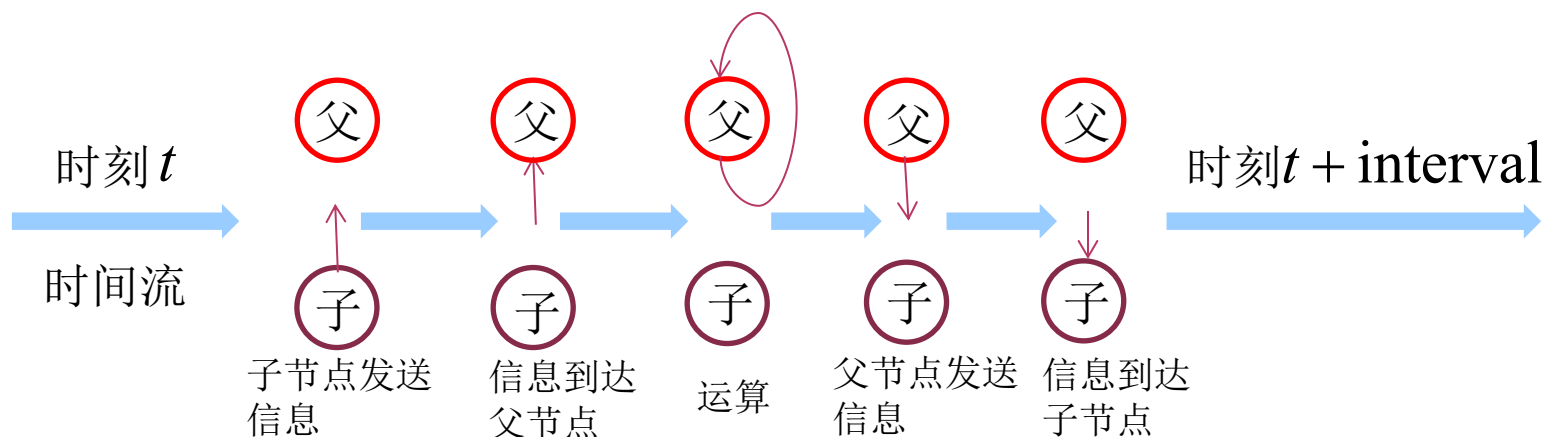 父 父 父 父 父
时刻t
时刻t + interval
时间流
子 子 子 子 子
子节点发送
信息
信息到达
父节点
运算
父节点发送
信息
信息到达
子节点